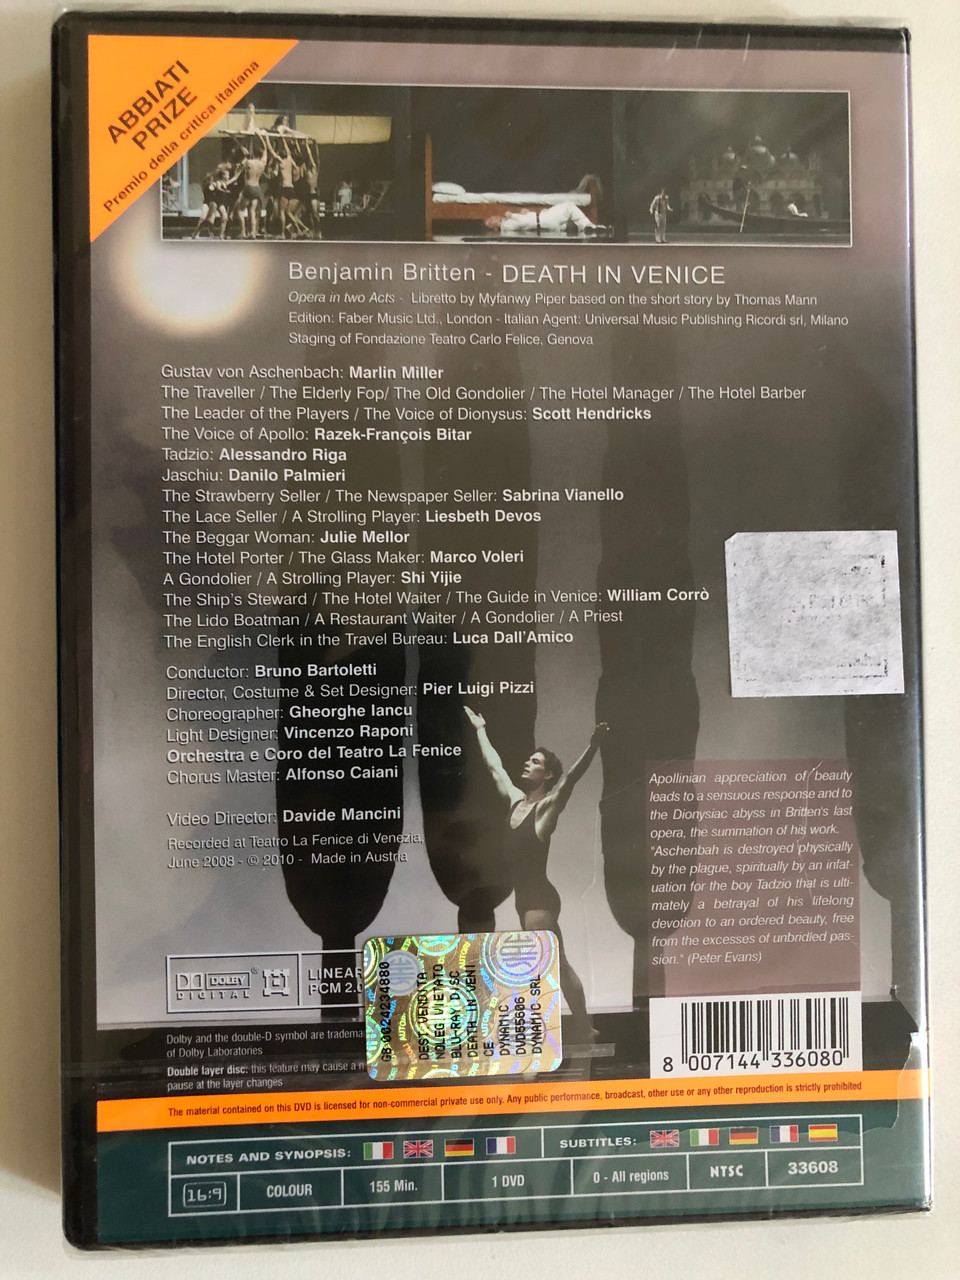 ABBIATI
PRIZE
Premio della critica italiana
Benjamin Britten - DEATH IN VENICE
Opera in two Acts - Libretto by Myfanwy Piper based on the short story by Thomas Mann
Edition: Faber Music Ltd., London - Italian Agent: Universal Music Publishing Ricordi srl, Milano
Staging of Fondazione Teatro Carlo Felice, Genova
Gustav von Aschenbach: Marlin Miller
The Traveller / The Elderly Fop/ The Old Gondolier / The Hotel Manager / The Hotel Barber
The Leader of the Players / The Voice of Dionysus: Scott Hendricks
The Voice of Apollo: Razek-François Bitar
Tadzio: Alessandro Riga
Jaschiu: Danilo Palmieri
The Strawberry Seller / The Newspaper Seller: Sabrina Vianello
The Lace Seller / A Strolling Player: Liesbeth Devos
The Beggar Woman: Julie Mellor
The Hotel Porter / The Glass Maker: Marco Voleri
A Gondolier / A Strolling Player: Shi Yijie
The Ship's Steward / The Hotel Waiter / The Guide in Venice: William Corrò
The Lido Boatman / A Restaurant Waiter / A Gondolier / A Priest
The English Clerk in the Travel Bureau: Luca Dall'Amico
Conductor: Bruno Bartoletti
Director, Costume & Set Designer: Pier Luigi Pizzi
Choreographer: Gheorghe Iancu
Light Designer: Vincenzo Raponi
Orchestra e Coro del Teatro La Fenice
Chorus Master: Alfonso Caiani
Video Director: Davide Mancini
Recorded at Teatro La Fenice di Venezia,
June 2008 - © 2010 - Made in Austria
Apollinian appreciation of beauty
leads to a sensuous response and to
the Dionysiac abyss in Britten's last
opera, the summation of his work.
"Aschenbah is destroyed physically
by the plague, spiritually by an infat-
uation for the boy Tadzio that is ulti-
mately a betrayal of his lifelong
devotion to an ordered beauty, free
from the excesses of unbridled pas-
sion." (Peter Evans)
DOLBY
DIGITAL
LINEAR
PCM 2.0
DEST.VENDITA
NOLEG VIETATO
BLU-RAY DISC
DEATH IN VENI
CE
DYNAMIC
DVD55606
DYNAMIC SRL
SIAE
Dolby and the double-D symbol are tradema
of Dolby Laboratories
Double layer disc: this feature may cause a
pause at the layer changes
8 007144 336080
The material contained on this DVD is licensed for non-commercial private use only. Any public performance, broadcast, other use or any other reproduction is strictly prohibited
NOTES AND SYNOPSIS:
SUBTITLES:
16:9
COLOUR
155 Min.
1 DVD
0 - All regions
NTSC
33608